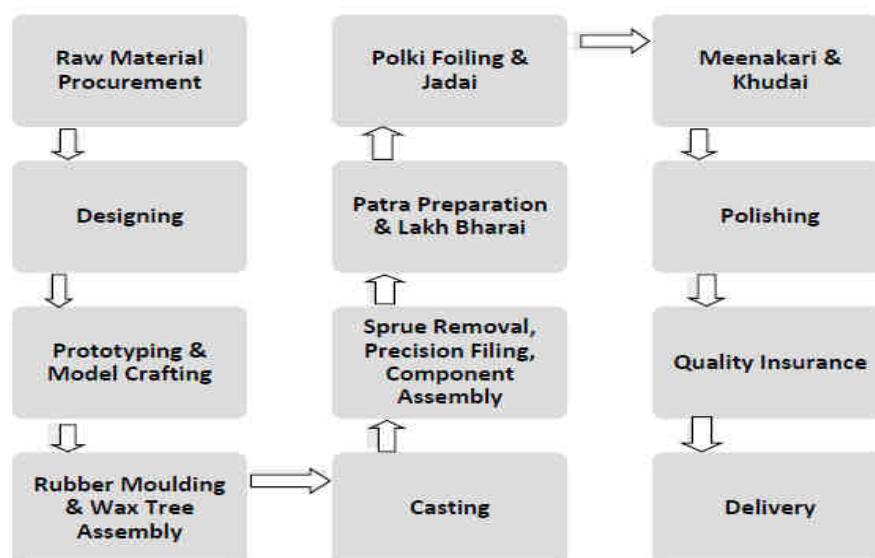 Raw Material
Procurement
Designing
Prototyping &
Model Crafting
Rubber Moulding
& Wax Tree
Assembly
Casting
Sprue Removal,
Precision Filing,
Component
Assembly
Patra Preparation
& Lakh Bharai
Polki Foiling &
Jadai
Meenakari &
Khudai
Polishing
Quality Insurance
Delivery